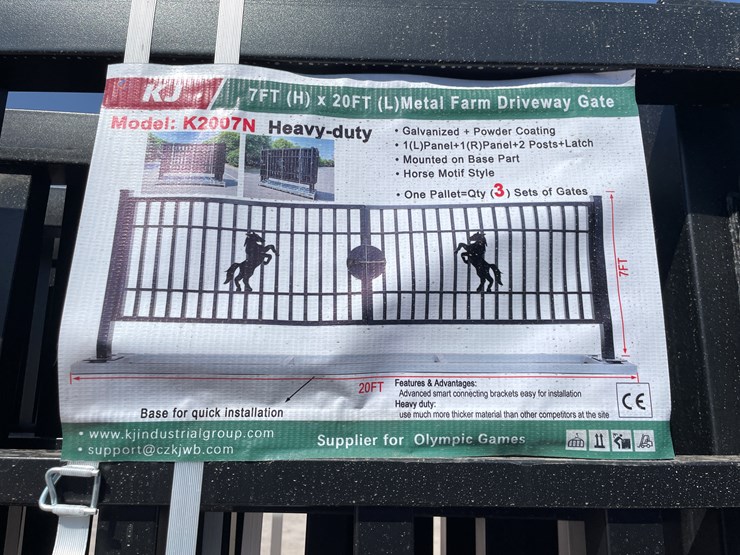 KJ
7FT (H) x 20FT (L)Metal Farm Driveway Gate
Model: K2007N Heavy-duty
• Galvanized + Powder Coating
• 1(L)Panel+1(R)Panel+2 Posts+Latch
• Mounted on Base Part
• Horse Motif Style
• One Pallet=Qty (3) Sets of Gates
7FT
20FT
Features & Advantages:
Advanced smart connecting brackets easy for installation
Heavy duty:
use much more thicker material than other competitors at the site
CE
Base for quick installation
• www.kjindustrialgroup.com
• support@czkjwb.com
Supplier for Olympic Games